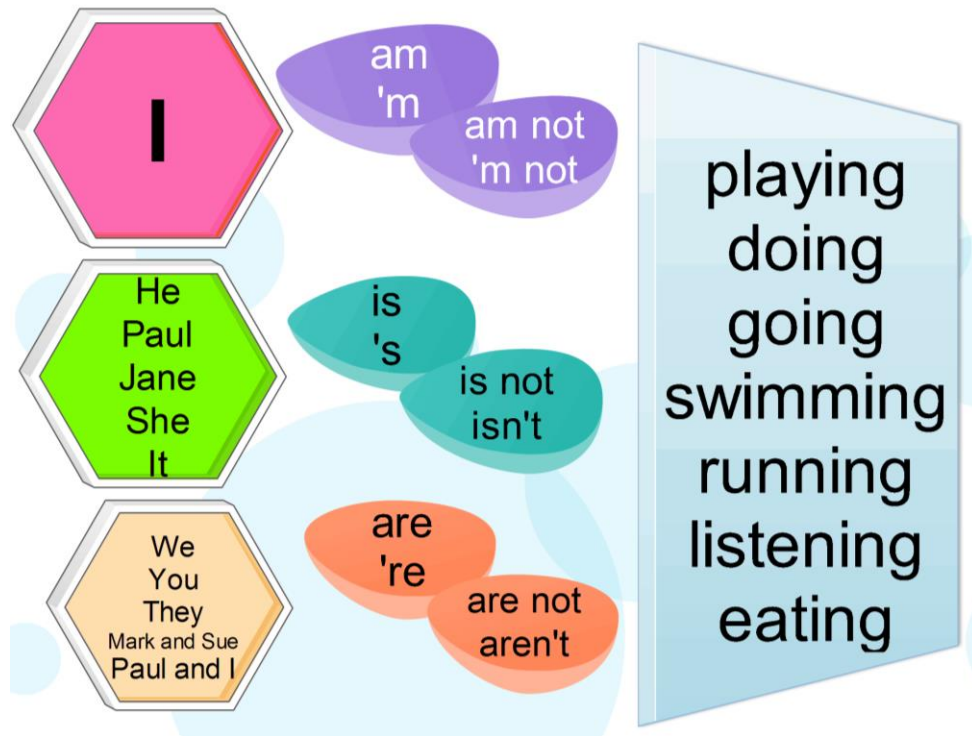 I
am
'm
am not
'm not
He
Paul
Jane
She
It
is
's
is not
isn't
We
You
They
Mark and Sue
Paul and I
are
're
are not
aren't
playing
doing
going
swimming
running
listening
eating